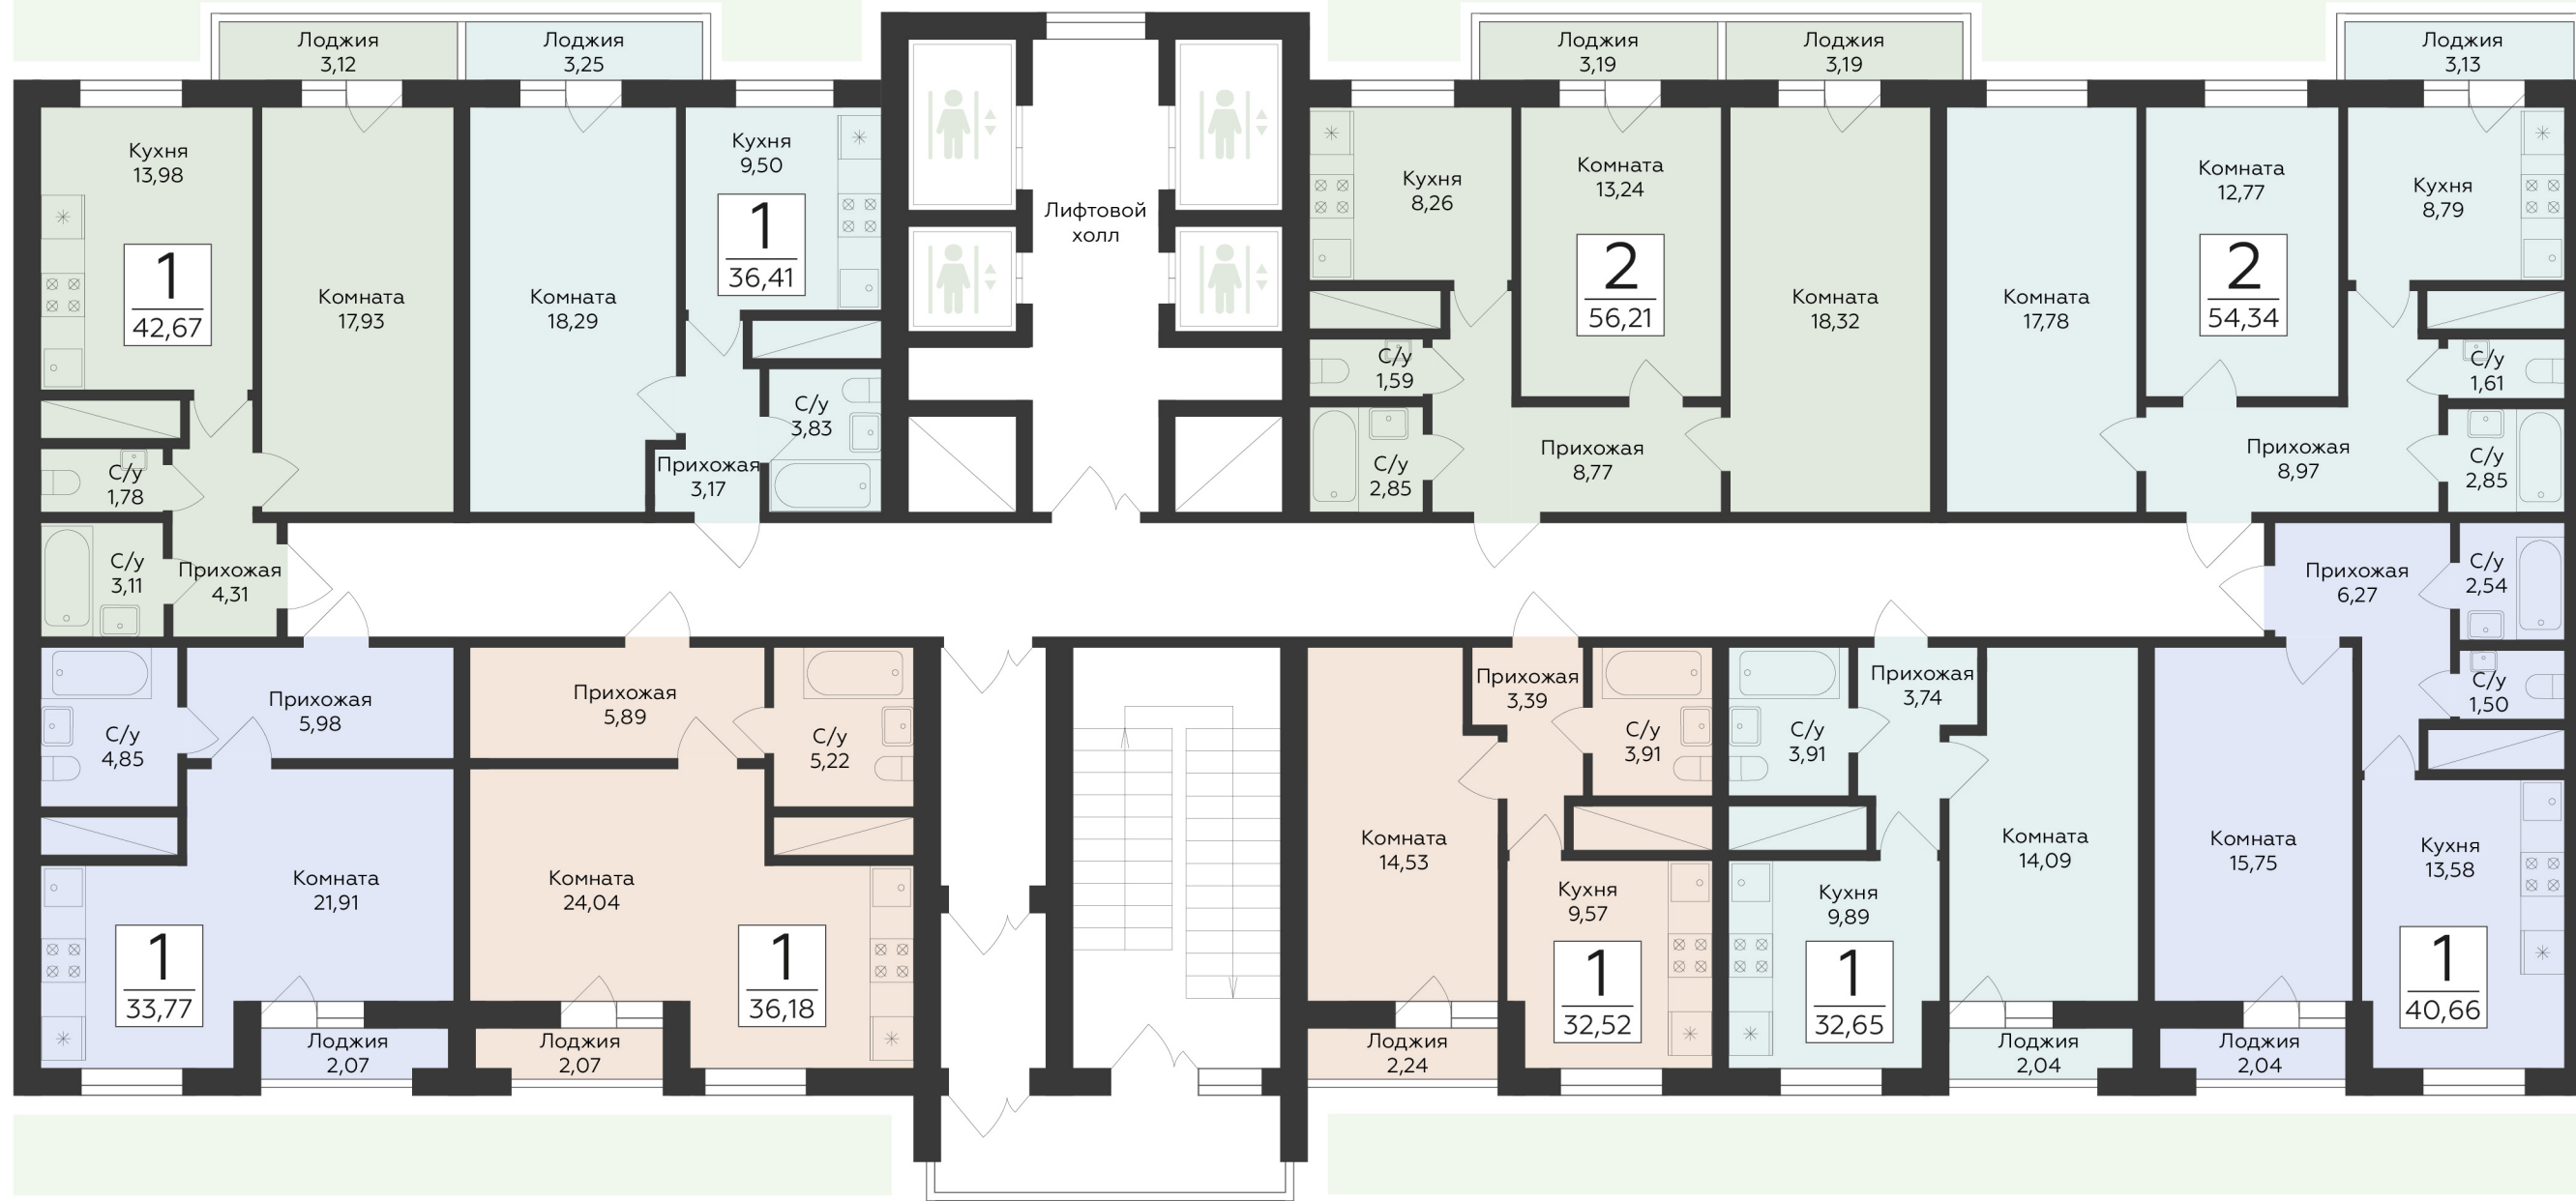 Лоджия
3,12
Лоджия
3,25
Лоджия
3,19
Лоджия
3,19
Лоджия
3,13
Кухня
13,98
1
42,67
Комната
17,93
С/у
1,78
С/у
3,11
Прихожая
4,31
Комната
18,29
Кухня
9,50
1
36,41
С/у
3,83
Прихожая
3,17
Лифтовой
холл
Кухня
8,26
Комната
13,24
2
56,21
Комната
18,32
С/у
1,59
С/у
2,85
Прихожая
8,77
Комната
17,78
Комната
12,77
2
54,34
Кухня
8,79
С/у
1,61
С/у
2,85
Прихожая
8,97
Прихожая
6,27
С/у
2,54
С/у
1,50
Комната
15,75
Кухня
13,58
1
40,66
Лоджия
2,04
С/у
4,85
Прихожая
5,98
Комната
21,91
1
33,77
Лоджия
2,07
Прихожая
5,89
С/у
5,22
Комната
24,04
1
36,18
Лоджия
2,07
Прихожая
3,39
С/у
3,91
Комната
14,53
Кухня
9,57
1
32,52
Лоджия
2,24
С/у
3,91
Прихожая
3,74
Комната
14,09
Кухня
9,89
1
32,65
Лоджия
2,04